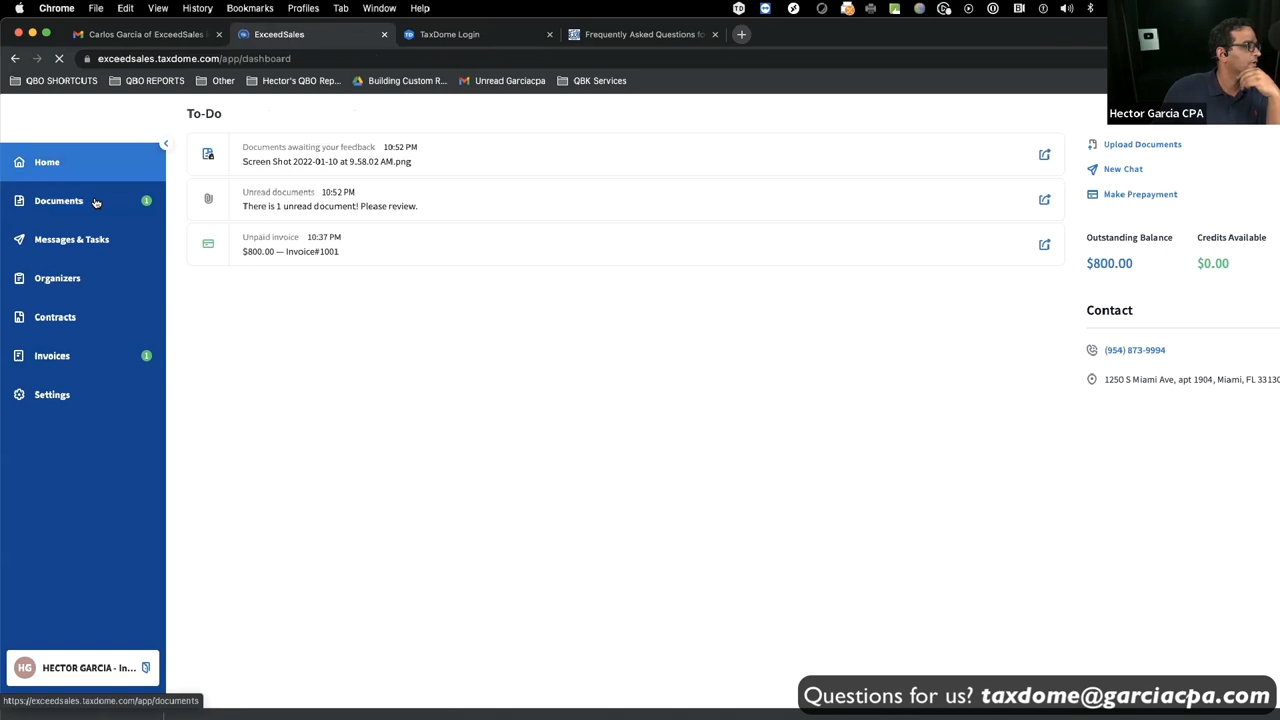 Chrome File Edit View History Bookmarks Profiles Tab Window Help
Carlos Garcia of ExceedSales
ExceedSales
TaxDome Login
Frequently Asked Questions fo
exceedsales.taxdome.com/app/dashboard
QBO SHORTCUTS
QBO REPORTS
Other
Hector's QBO Rep...
Building Custom R...
Unread Garciacpa
QBK Services
Hector Garcia CPA
To-Do
Documents awaiting your feedback 10:52 PM
Screen Shot 2022-01-10 at 9.58.02 AM.png
Unread documents 10:52 PM
There is 1 unread document! Please review.
Unpaid invoice 10:37 PM
$800.00 — Invoice#1001
Home
Documents 1
Messages & Tasks
Organizers
Contracts
Invoices 1
Settings
Upload Documents
New Chat
Make Prepayment
Outstanding Balance
Credits Available
$800.00
$0.00
Contact
(954) 873-9994
1250 S Miami Ave, apt 1904, Miami, FL 33130
HG HECTOR GARCIA - In...
https://exceedsales.taxdome.com/app/documents
Questions for us? taxdome@garciacpa.com